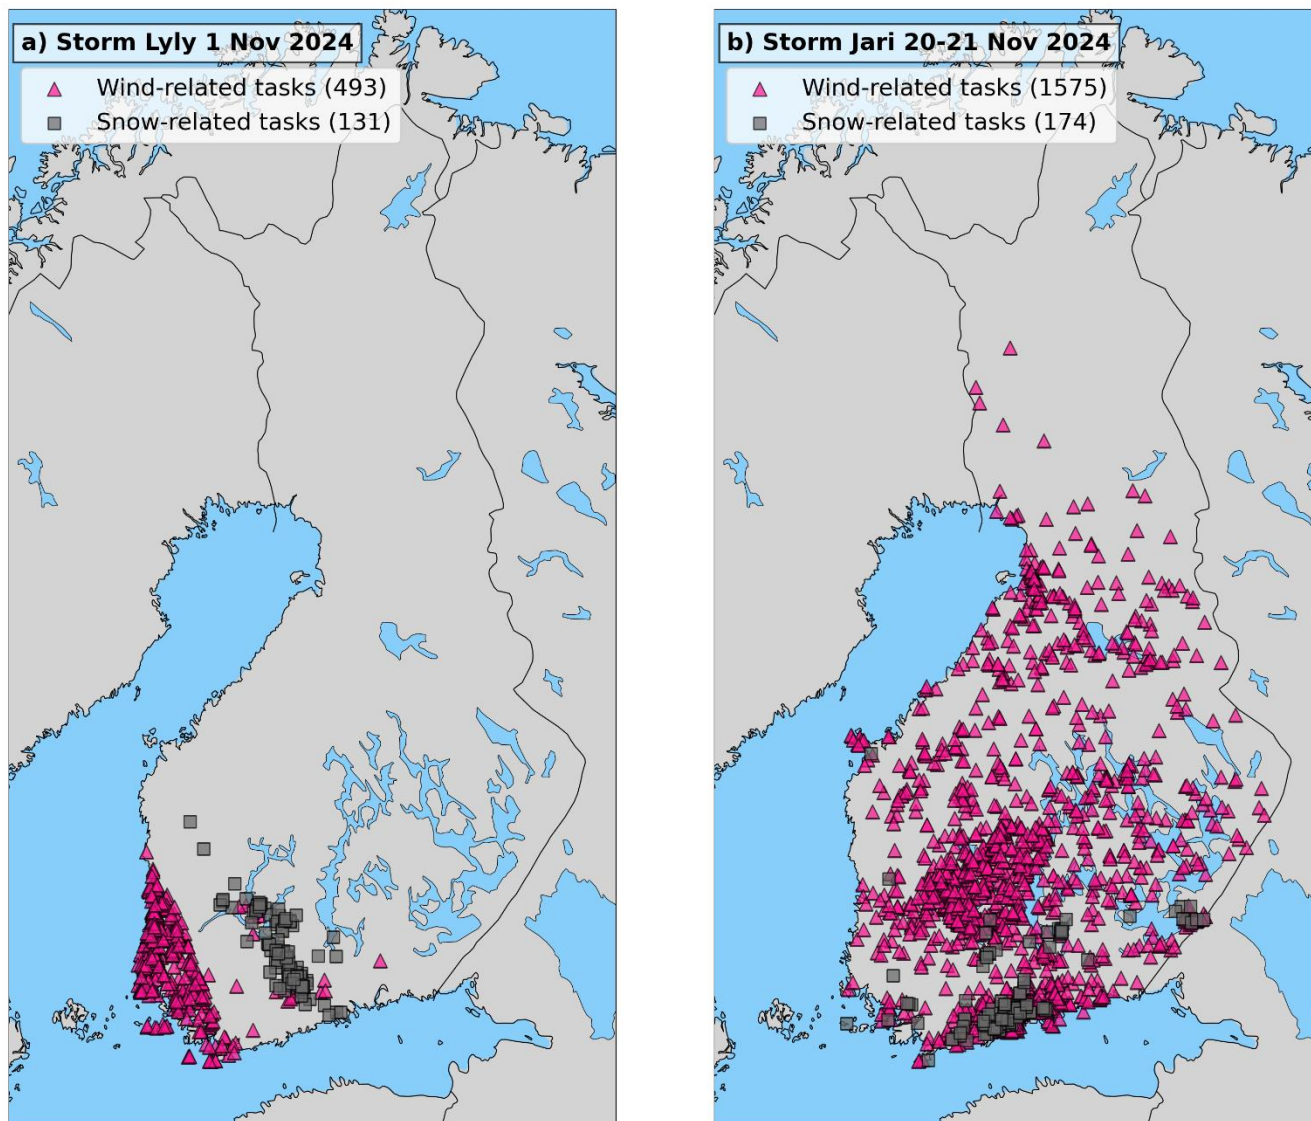 a) Storm Lyly 1 Nov 2024
Wind-related tasks (493)
Snow-related tasks (131)
b) Storm Jari 20-21 Nov 2024
Wind-related tasks (1575)
Snow-related tasks (174)